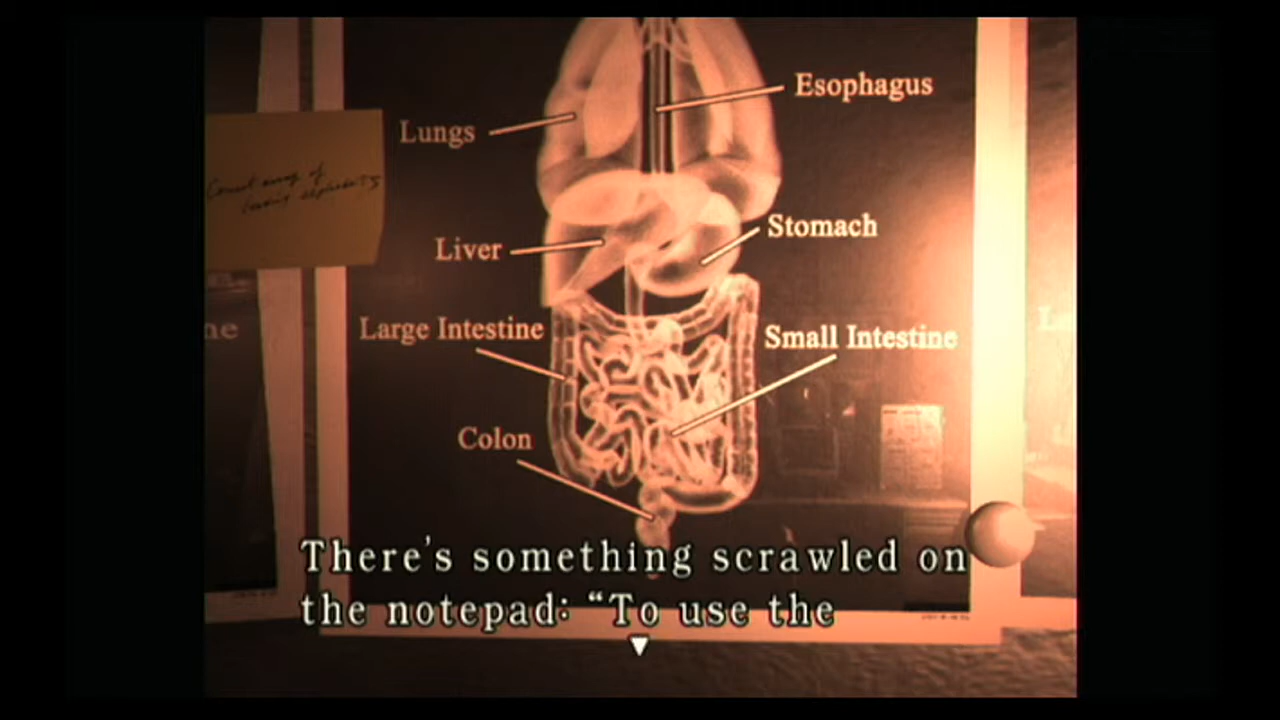 Esophagus
Lungs
Stomach
Liver
Large Intestine
Small Intestine
Colon
There's something scrawled on
the notepad: “To use the